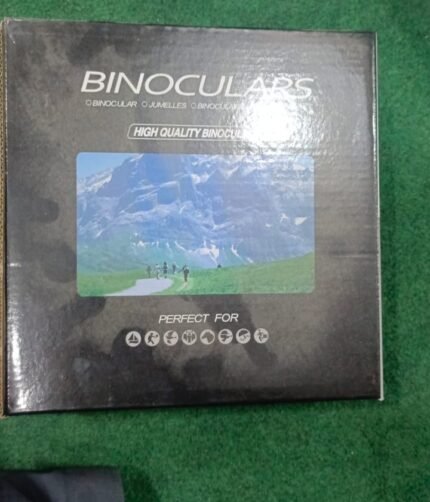 BINOCULARS
BINOCULAR JUMELLES
HIGH QUALITY
PERFECT FOR